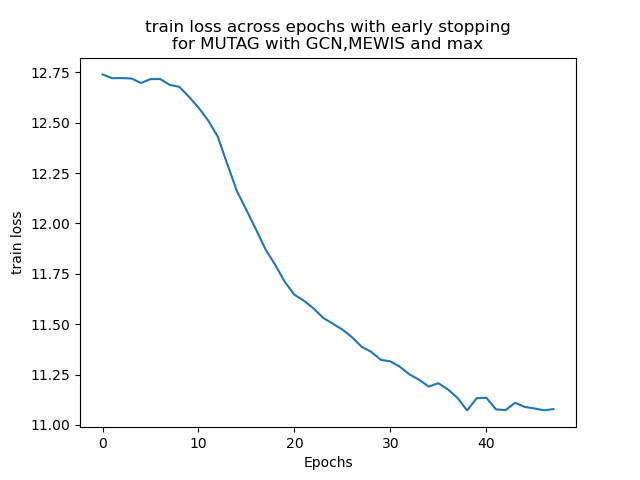 train loss across epochs with early stopping
for MUTAG with GCN,MEWIS and max
12.75
12.50
12.25
12.00
11.75
11.50
11.25
11.00
train loss
0 10 20 30 40
Epochs